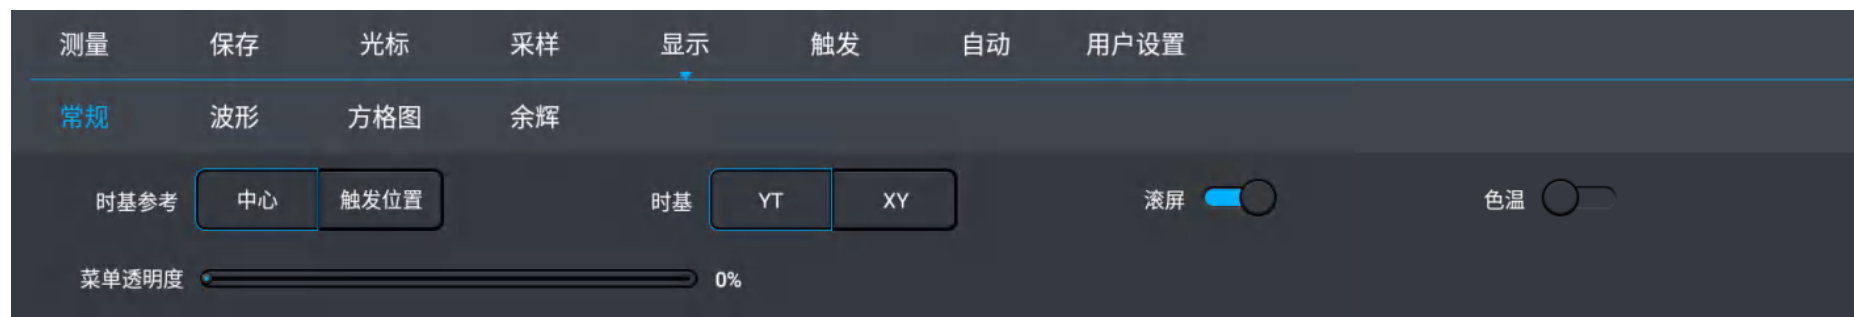 测量 保存 光标 采样 显示 触发 自动 用户设置
常规 波形 方格图 余辉
时基参考 中心 触发位置 时基 YT XY 滚屏 色温
菜单透明度 0%